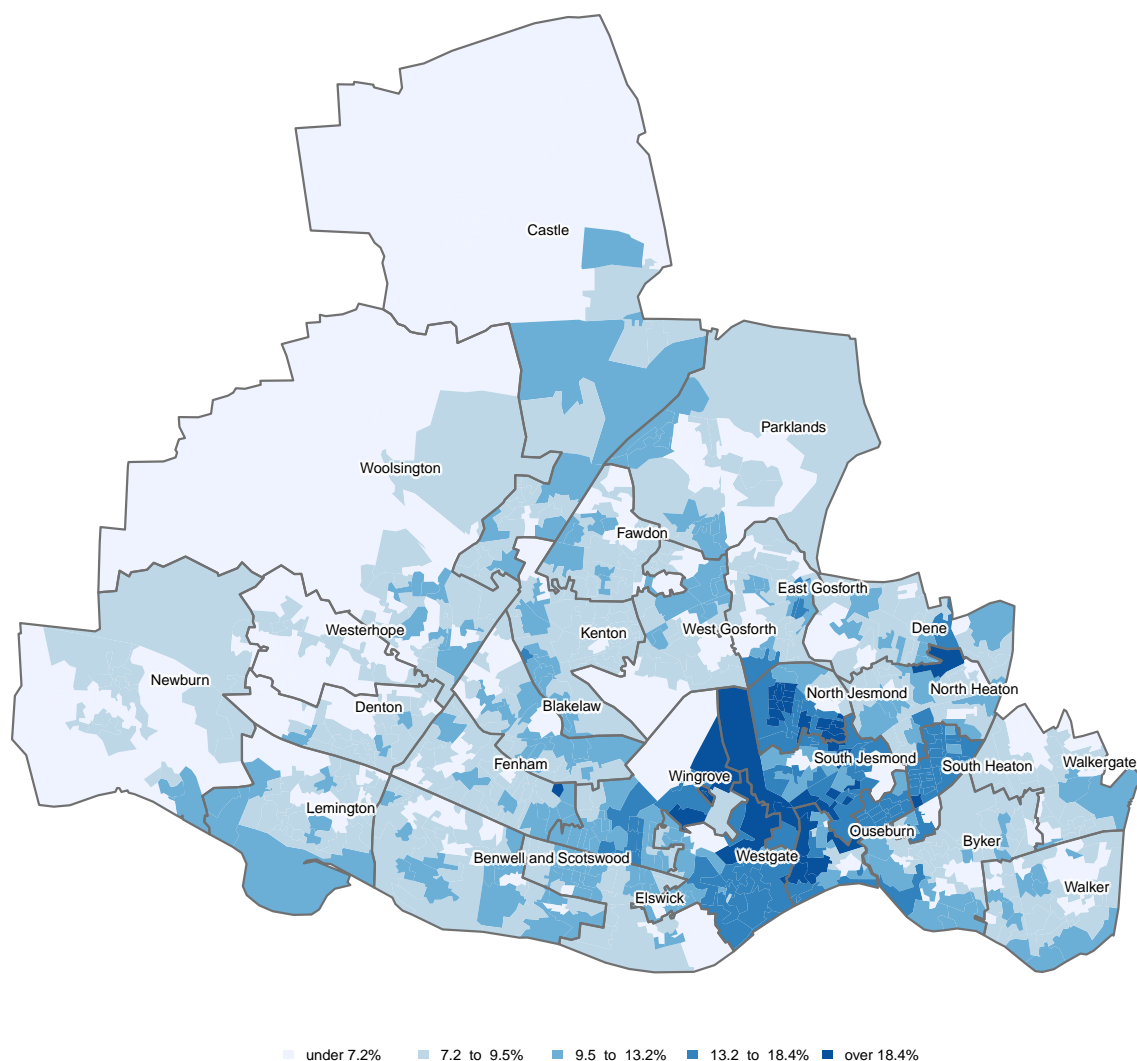 Castle
Parklands
Woolsington
Fawdon
East Gosforth
Westerhope
Kenton
West Gosforth
Dene
Newburn
North Jesmond
North Heaton
Denton
Blakelaw
Fenham
South Jesmond
South Heaton
Walkergate
Wingrove
Lemington
Ouseburn
Byker
Benwell and Scotswood
Westgate
Walker
Elswick
under 7.2%
7.2 to 9.5%
9.5 to 13.2%
13.2 to 18.4%
over 18.4%